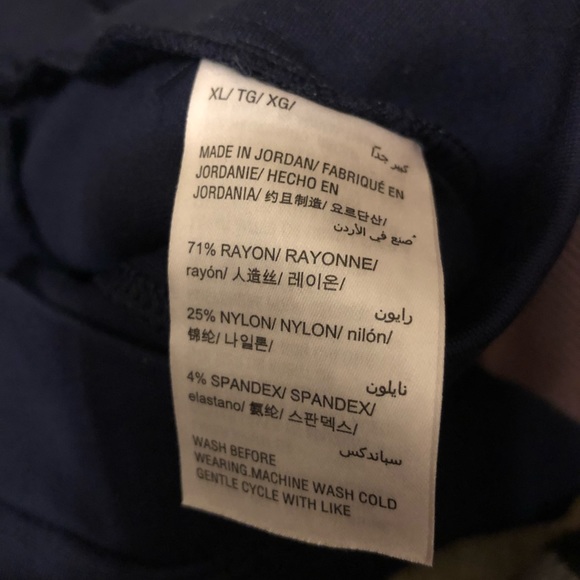 XL/ TG/ XG/
كبير جداً
MADE IN JORDAN/ FABRIQUÉ EN
JORDANIE/ HECHO EN
JORDANIA/ 约旦制造/ 요르단산/
صنع في الأردن
71% RAYON/ RAYONNE/
rayón/ 人造丝/ 레이온/
رايون
25% NYLON/ NYLON/ nilón/
锦纶/ 나일론/
نايلون
4% SPANDEX/ SPANDEX/
elastano/ 氨纶/ 스판덱스/
سباندكس
WASH BEFORE
WEARING.MACHINE WASH COLD
GENTLE CYCLE WITH LIKE